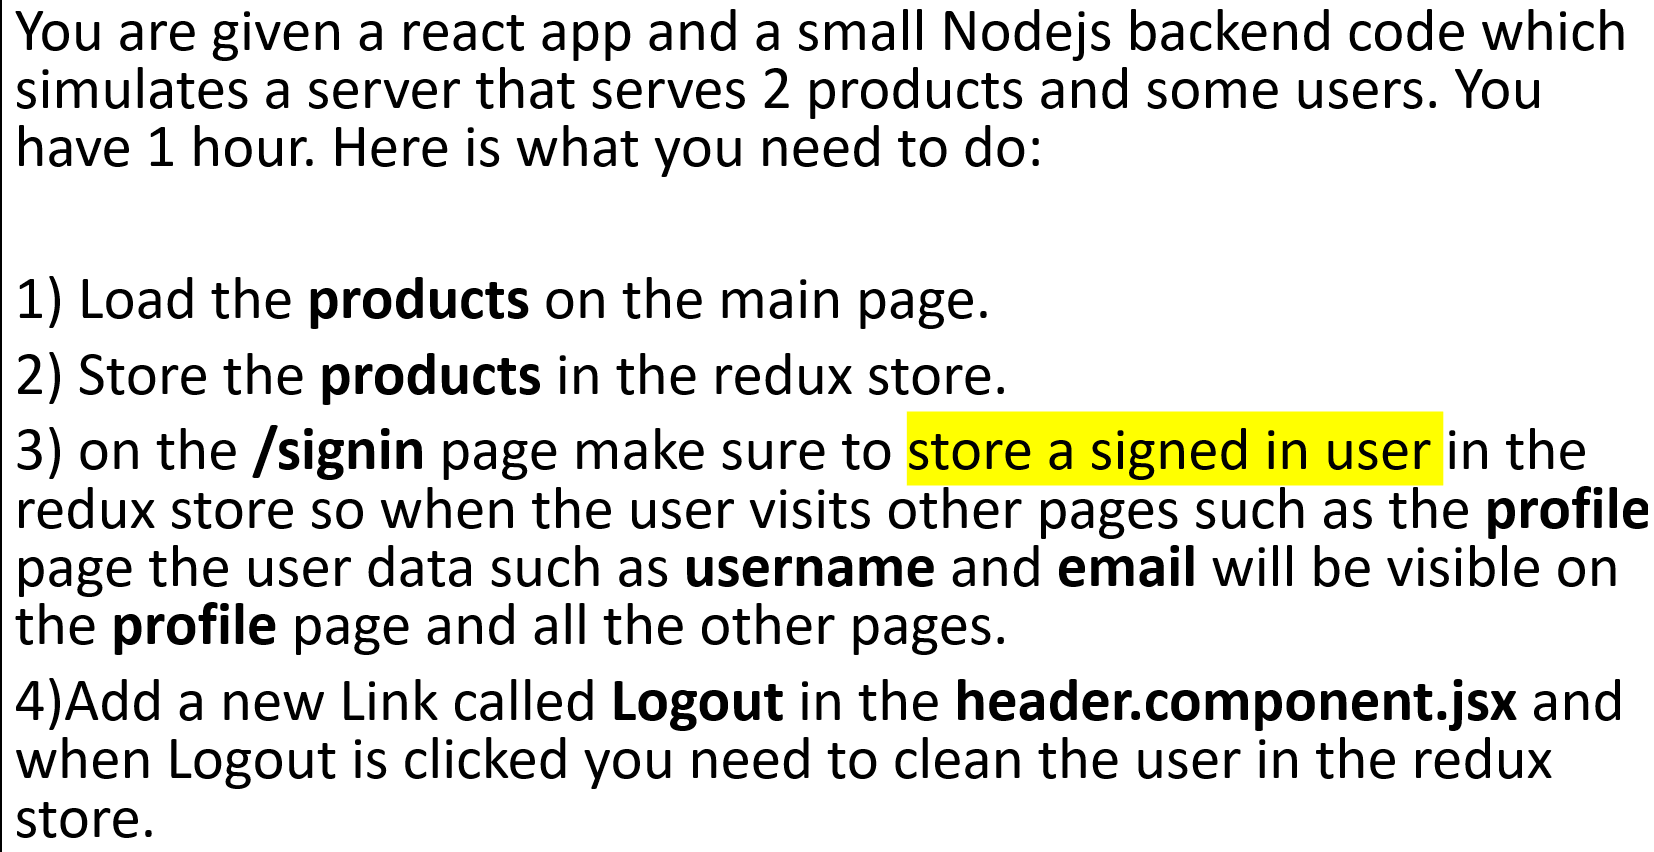 You are given a react app and a small Nodejs backend code which
simulates a server that serves 2 products and some users. You
have 1 hour. Here is what you need to do:
1) Load the products on the main page.
2) Store the products in the redux store.
3) on the /signin page make sure to store a signed in user in the
redux store so when the user visits other pages such as the profile
page the user data such as username and email will be visible on
the profile page and all the other pages.
4)Add a new Link called Logout in the header.component.jsx and
when Logout is clicked you need to clean the user in the redux
store.